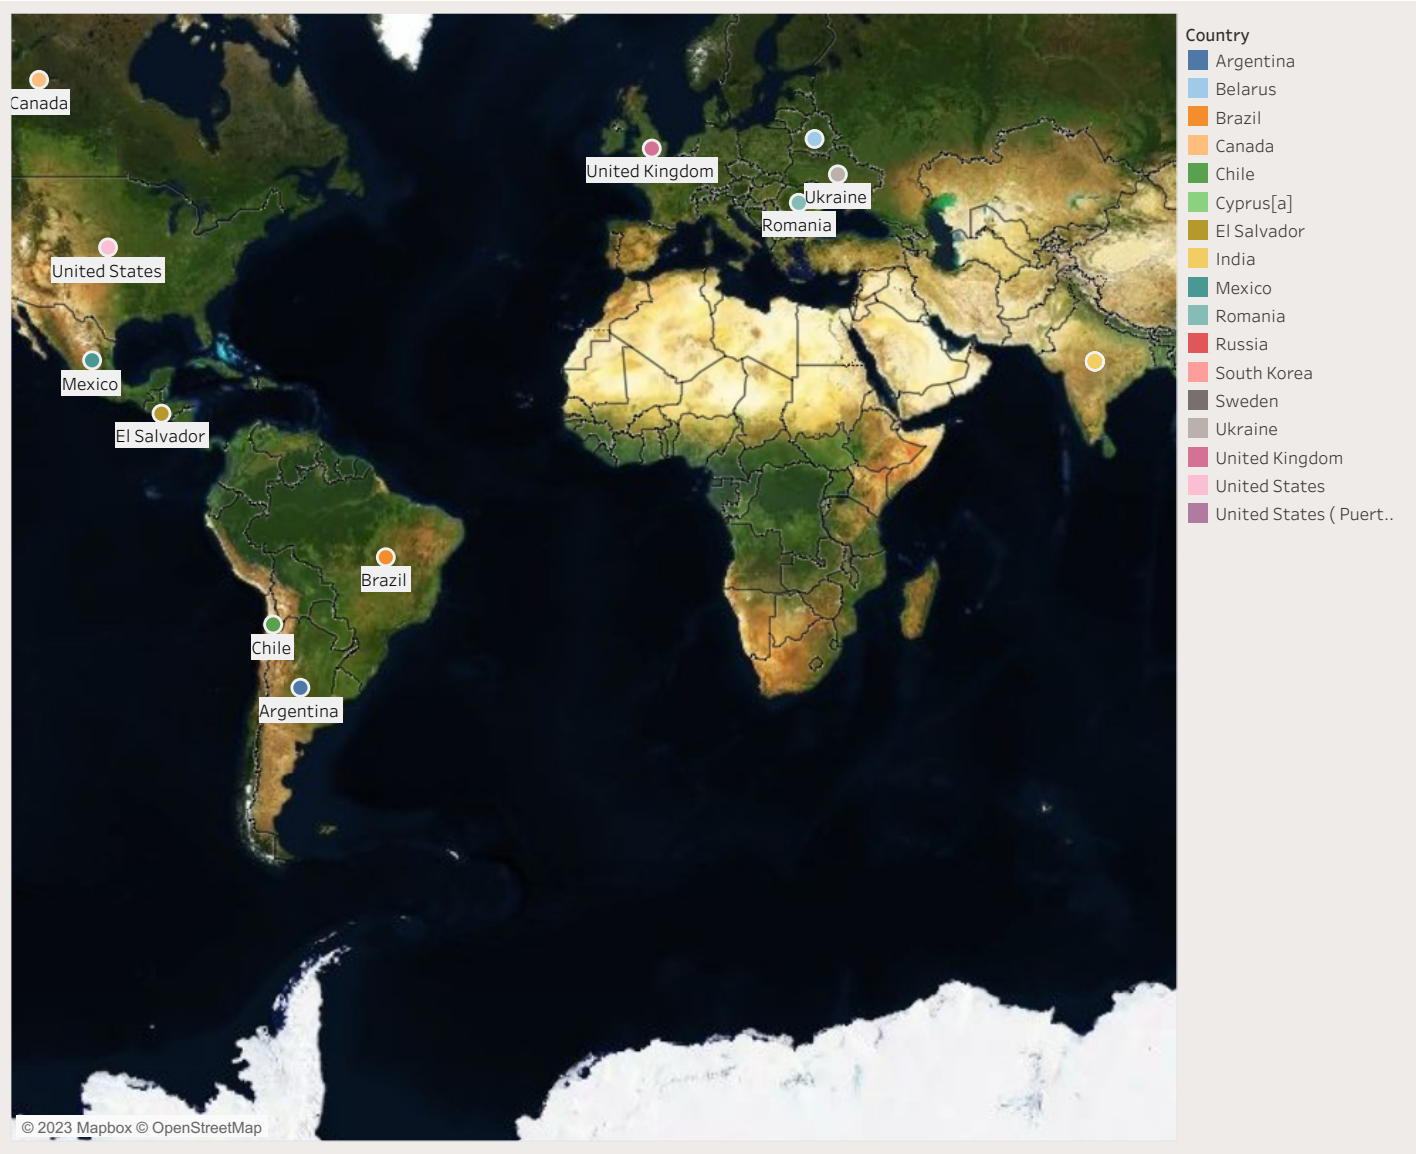 Canada
United Kingdom
Ukraine
Romania
United States
Mexico
El Salvador
Brazil
Chile
Argentina
© 2023 Mapbox © OpenStreetMap
Country
Argentina
Belarus
Brazil
Canada
Chile
Cyprus[a]
El Salvador
India
Mexico
Romania
Russia
South Korea
Sweden
Ukraine
United Kingdom
United States
United States ( Puert..